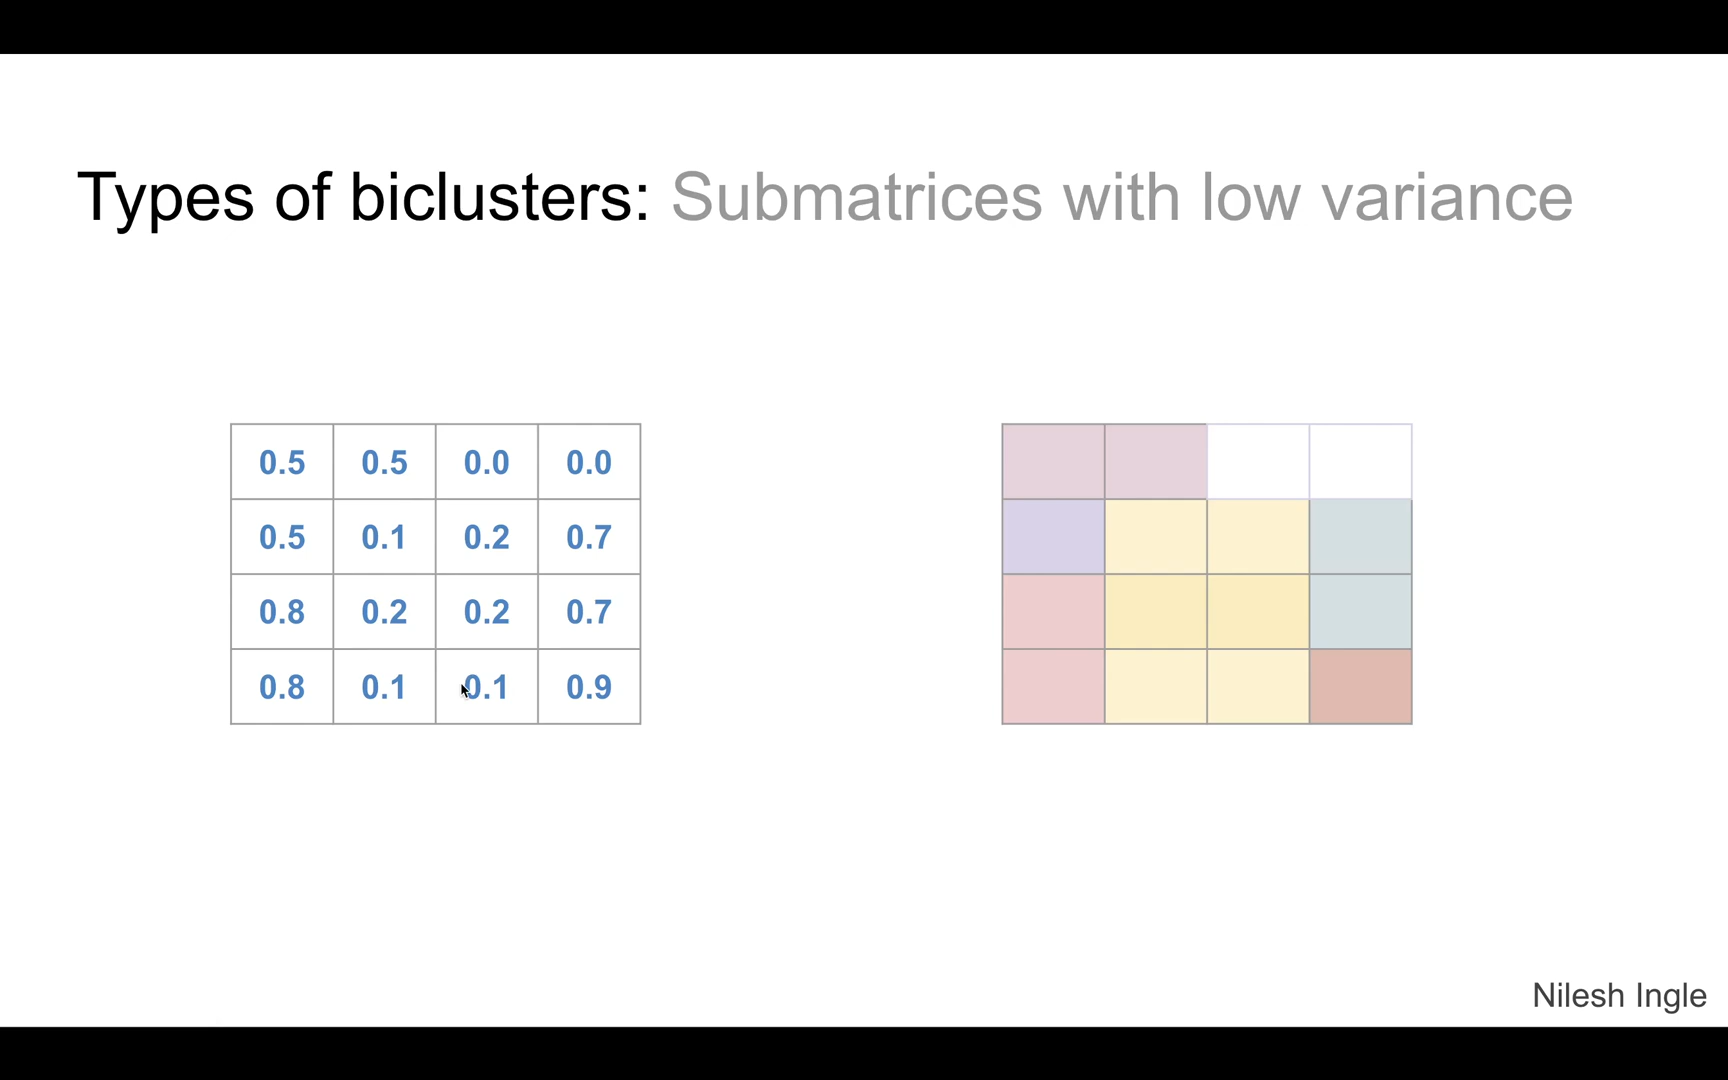 Types of biclusters: Submatrices with low variance
0.5 0.5 0.0 0.0
0.5 0.1 0.2 0.7
0.8 0.2 0.2 0.7
0.8 0.1 0.1 0.9
Nilesh Ingle